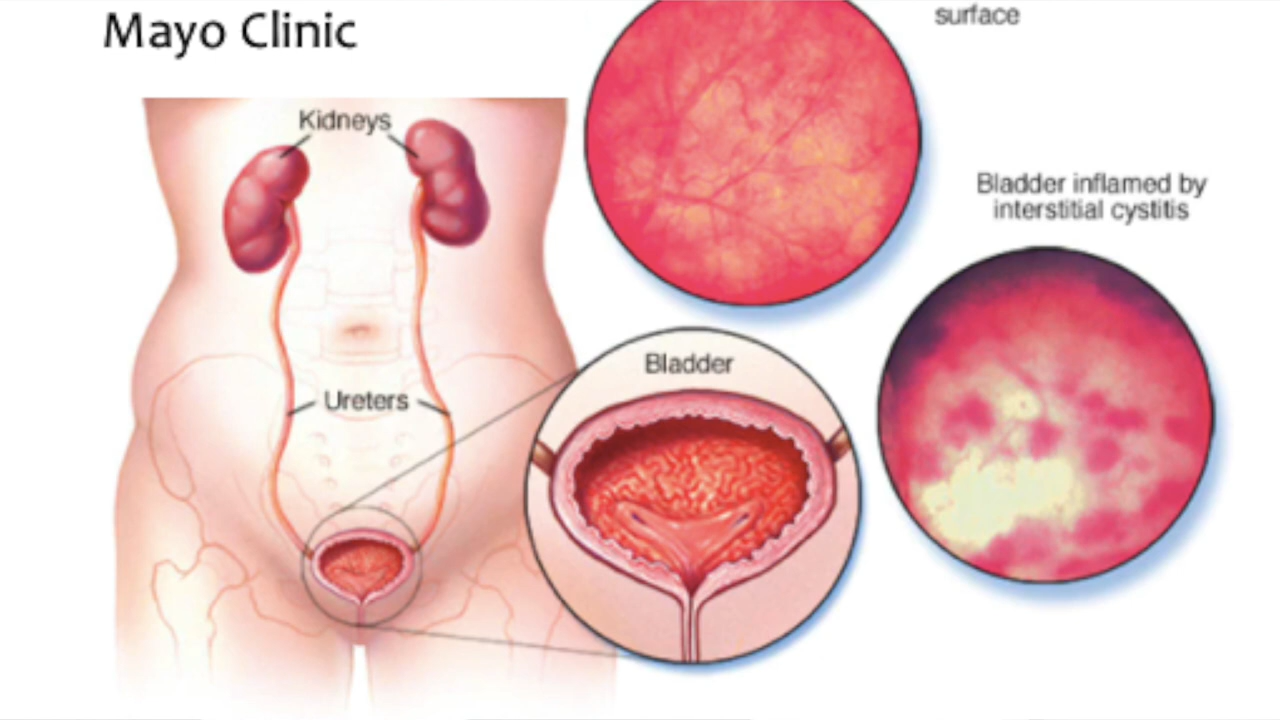 Mayo Clinic
surface
Kidneys
Bladder inflamed by
interstitial cystitis
Bladder
Ureters